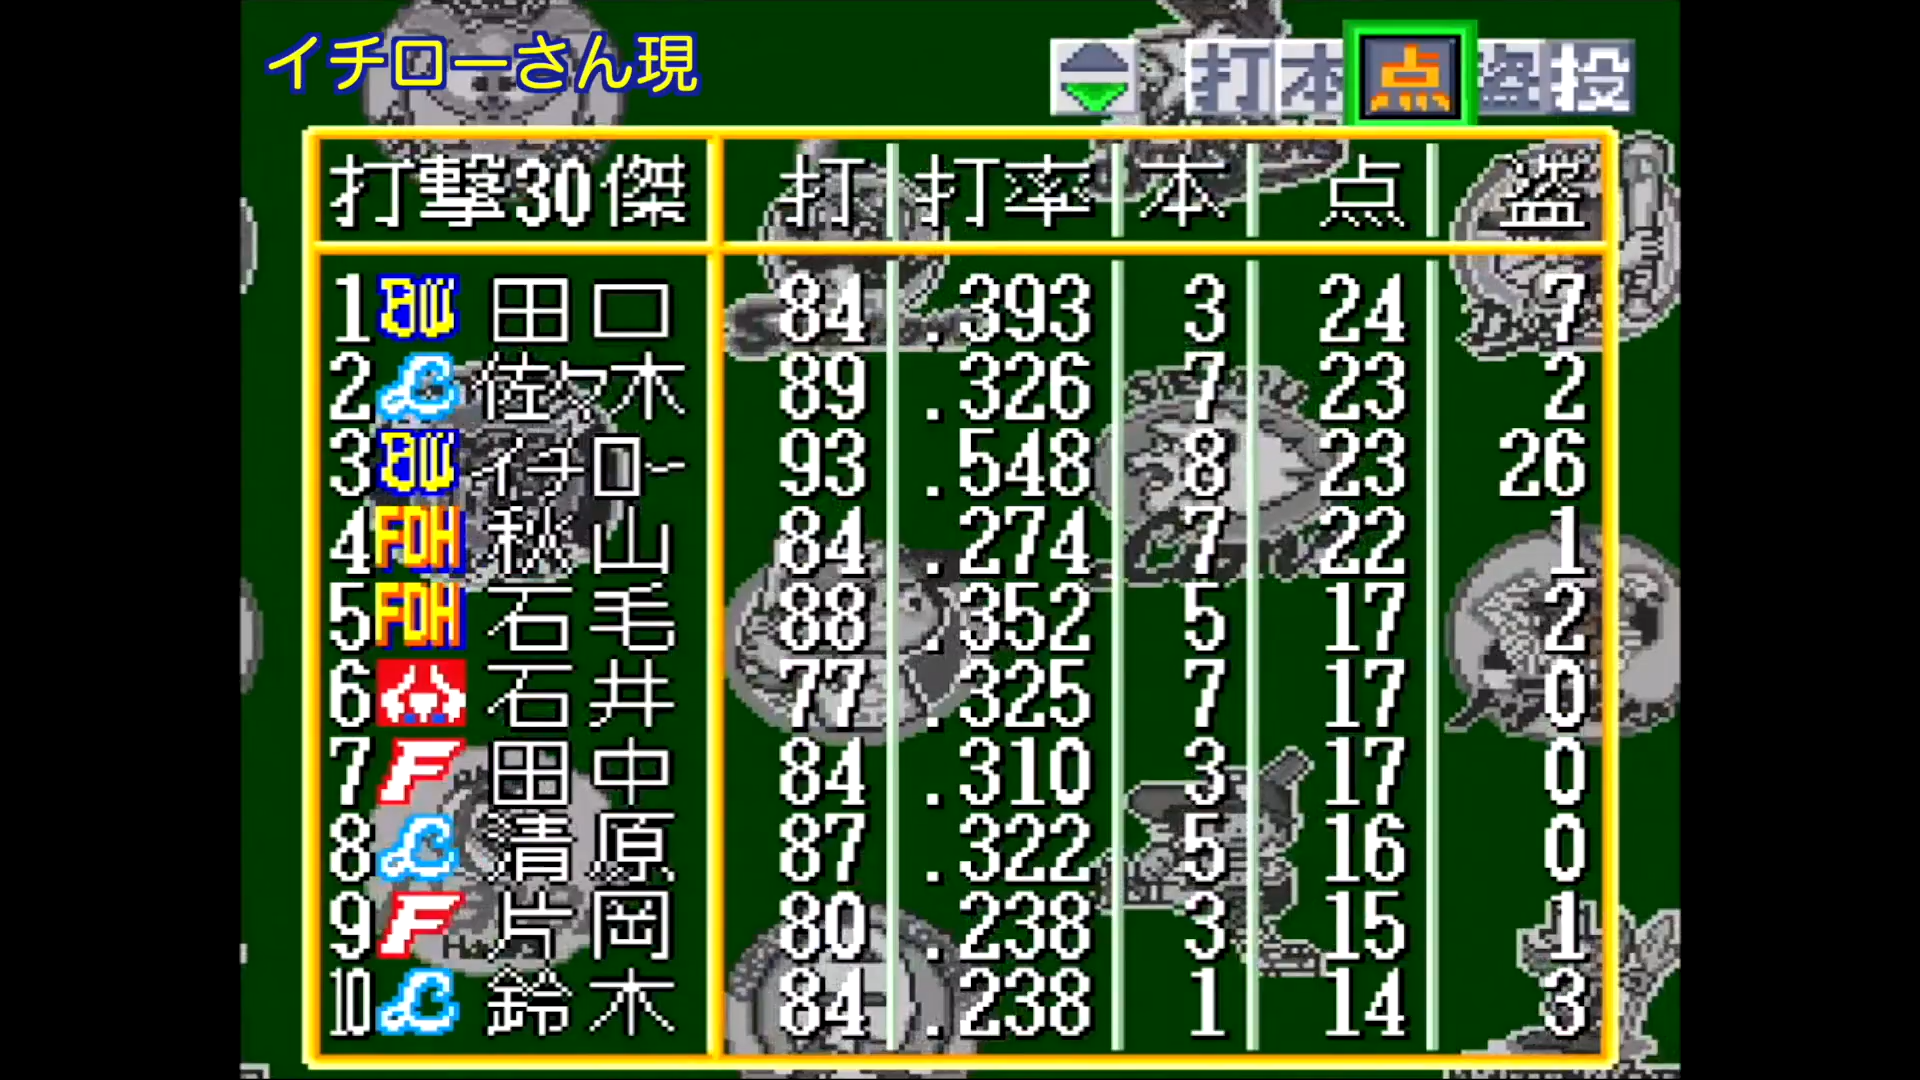 イチローさん現
打本点盗投
打撃30傑 打 打率 本 点 盗
1 BW 田口 84 .393 3 24 7
2 L 佐々木 89 .326 7 23 2
3 BW イチロー 93 .548 8 23 26
4 FDH 秋山 84 .274 7 22 1
5 FDH 石毛 88 .352 5 17 2
6 石井 77 .325 7 17 0
7 F 田中 84 .310 3 17 0
8 L 清原 87 .322 5 16 0
9 F 片岡 80 .238 3 15 1
10 L 鈴木 84 .238 1 14 3